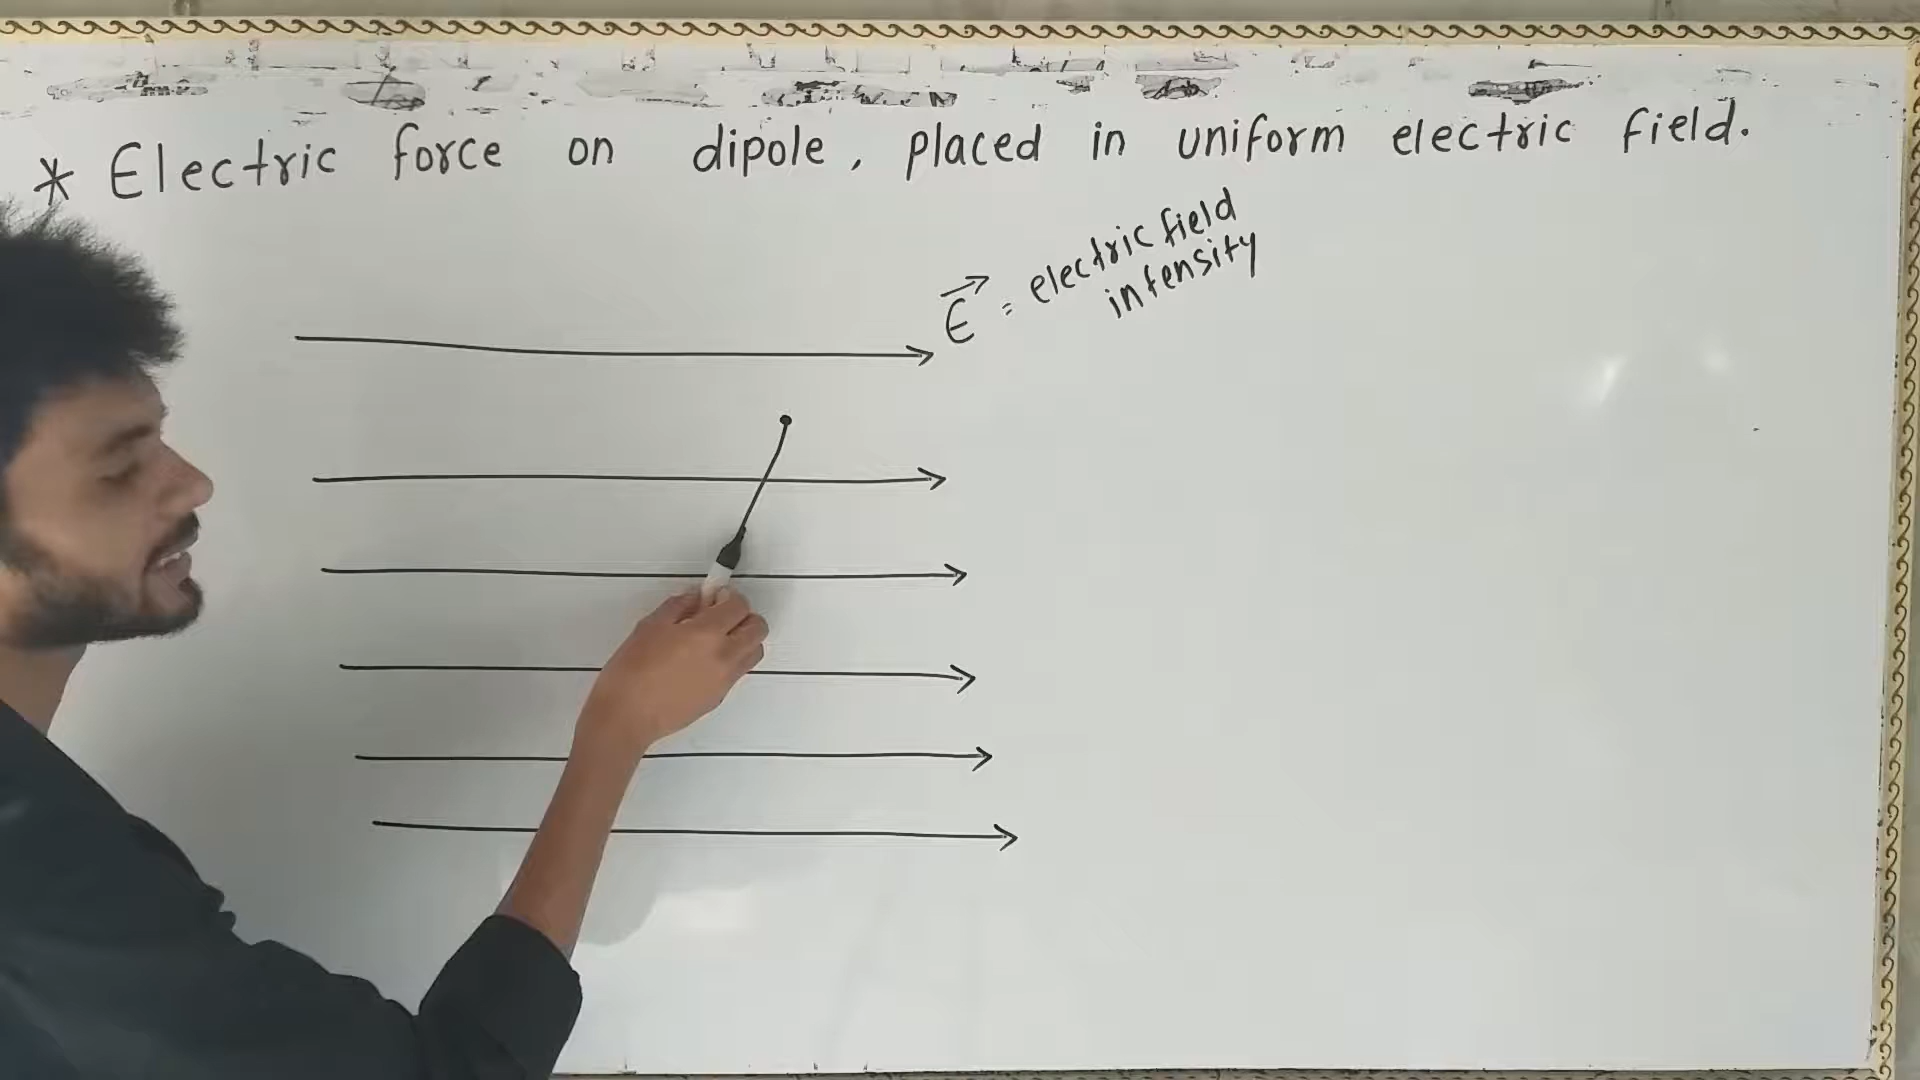 * Electric force on dipole, placed in uniform electric field.
E = electric field
intensity